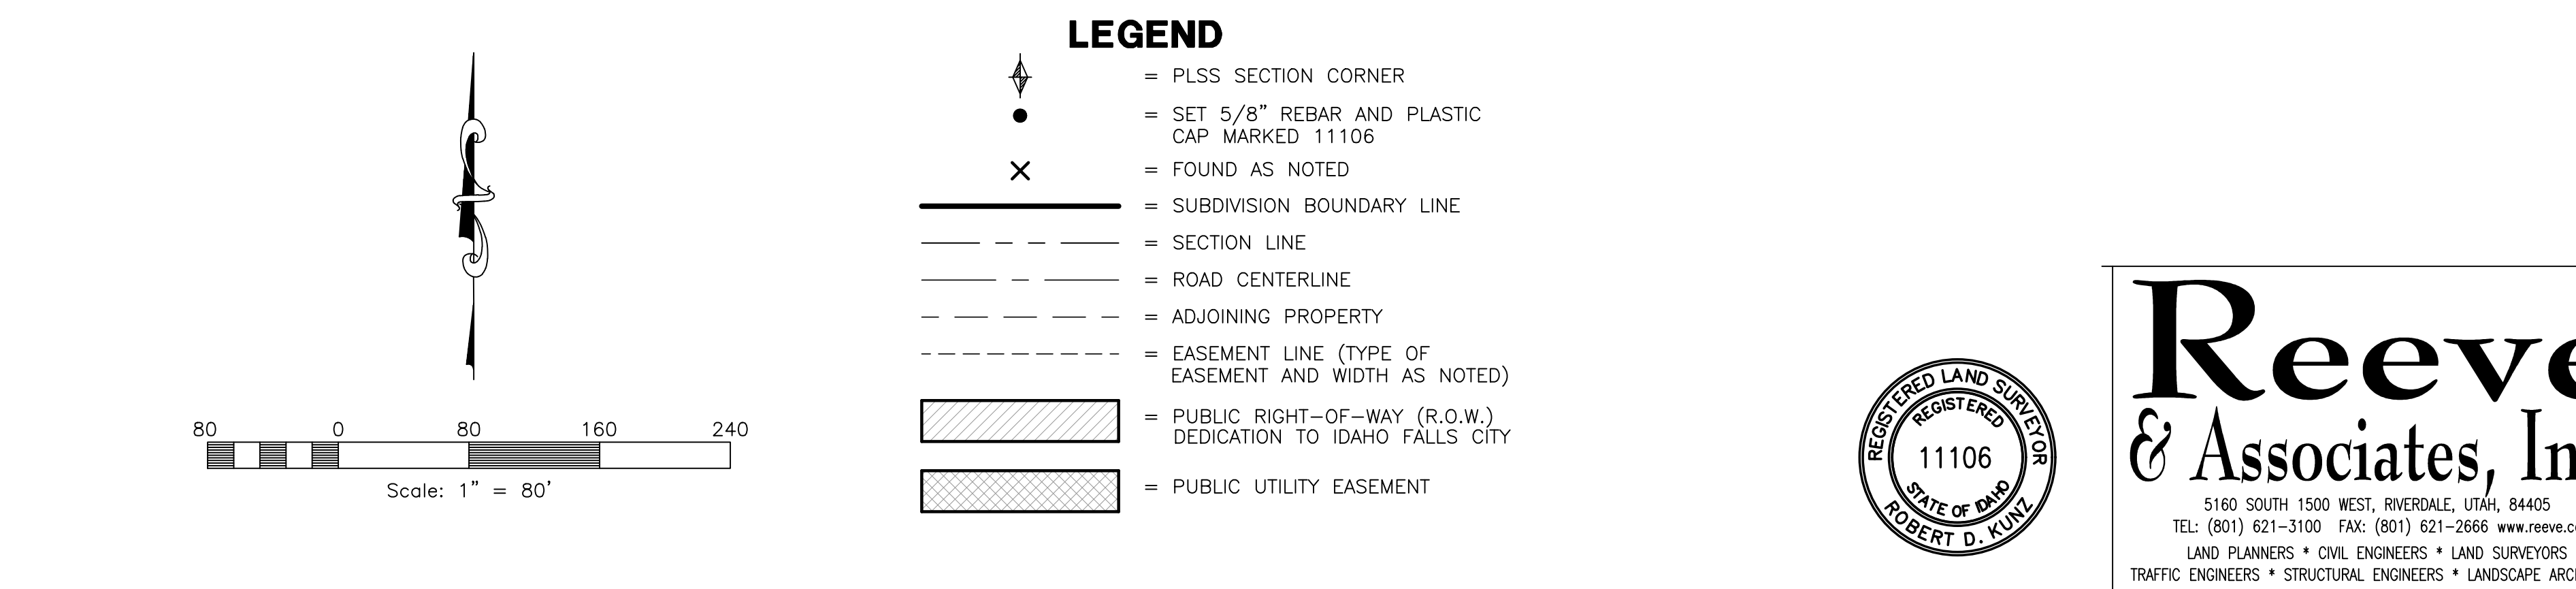 LEGEND
= PLSS SECTION CORNER
= SET 5/8” REBAR AND PLASTIC
CAP MARKED 11106
= FOUND AS NOTED
= SUBDIVISION BOUNDARY LINE
= SECTION LINE
= ROAD CENTERLINE
= ADJOINING PROPERTY
= EASEMENT LINE (TYPE OF
EASEMENT AND WIDTH AS NOTED)
= PUBLIC RIGHT-OF-WAY (R.O.W.)
DEDICATION TO IDAHO FALLS CITY
= PUBLIC UTILITY EASEMENT
80 0 80 160 240
Scale: 1” = 80'
REGISTERED LAND SURVEYOR
REGISTERED
11106
STATE OF IDAHO
ROBERT D. KUNZ
Reeve
& Associates, In
5160 SOUTH 1500 WEST, RIVERDALE, UTAH, 84405
TEL: (801) 621-3100 FAX: (801) 621-2666 www.reeve.c
LAND PLANNERS * CIVIL ENGINEERS * LAND SURVEYORS
TRAFFIC ENGINEERS * STRUCTURAL ENGINEERS * LANDSCAPE ARC